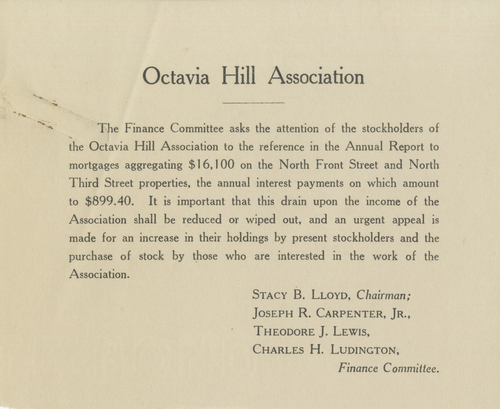 Octavia Hill Association
The Finance Committee asks the attention of the stockholders of
the Octavia Hill Association to the reference in the Annual Report to
mortgages aggregating $16,100 on the North Front Street and North
Third Street properties, the annual interest payments on which amount
to $899.40. It is important that this drain upon the income of the
Association shall be reduced or wiped out, and an urgent appeal is
made for an increase in their holdings by present stockholders and the
purchase of stock by those who are interested in the work of the
Association.
STACY B. LLOYD, Chairman;
JOSEPH R. CARPENTER, JR.,
THEODORE J. LEWIS,
CHARLES H. LUDINGTON,
Finance Committee.